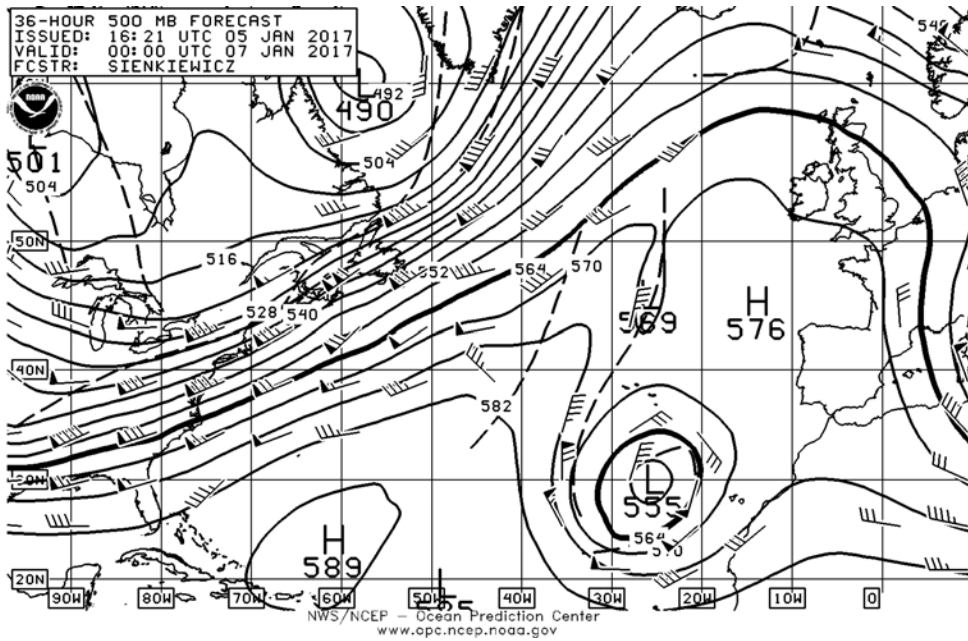 36-HOUR 500 MB FORECAST
ISSUED: 16:21 UTC 05 JAN 2017
VALID: 00:00 UTC 07 JAN 2017
FCSTR: SIENKIEWICZ
NOAA
492
490
L
501
504
504
50N
516
552
564
570
528
540
H
576
569
40N
582
L
555
564
570
H
589
20N
L
90W
80W
70W
60W
50W
40W
30W
20W
10W
0
NWS/NCEP – Ocean Prediction Center
www.opc.ncep.noaa.gov